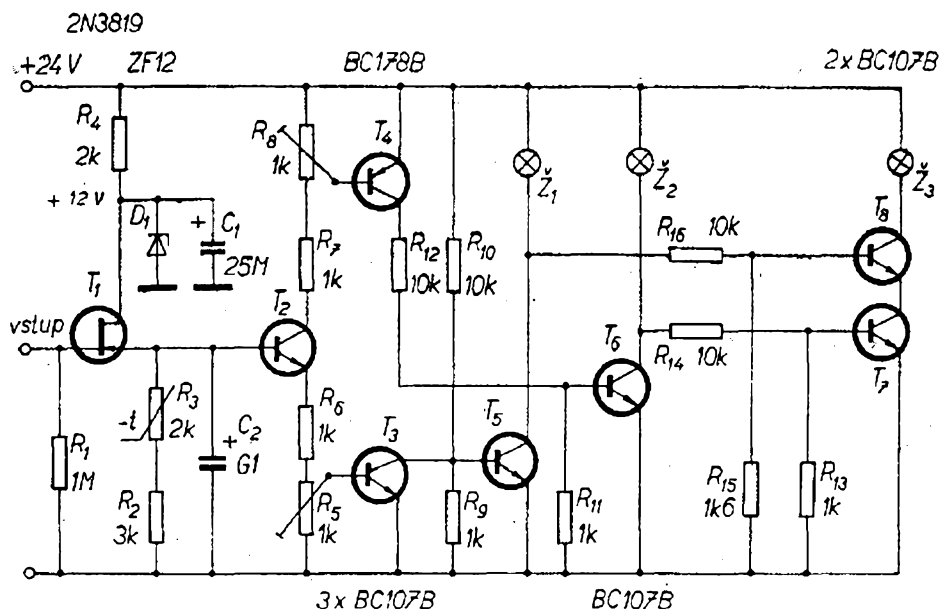 2N3819
+24 V ZF12 BC178B 2 x BC107B
R4
2k
R8
1k
T4
Ž1
Ž2
Ž3
+12 V
D1
+
C1
25M
R7
1k
R12
10k
R10
10k
R16 10k
T8
T1
vstup
T2
T6
R14 10k
T7
-t
R3
2k
+
C2
G1
R6
1k
T3
T5
R1
1M
R2
3k
R5
1k
R9
1k
R11
1k
R15
1k6
R13
1k
3 x BC107B BC107B